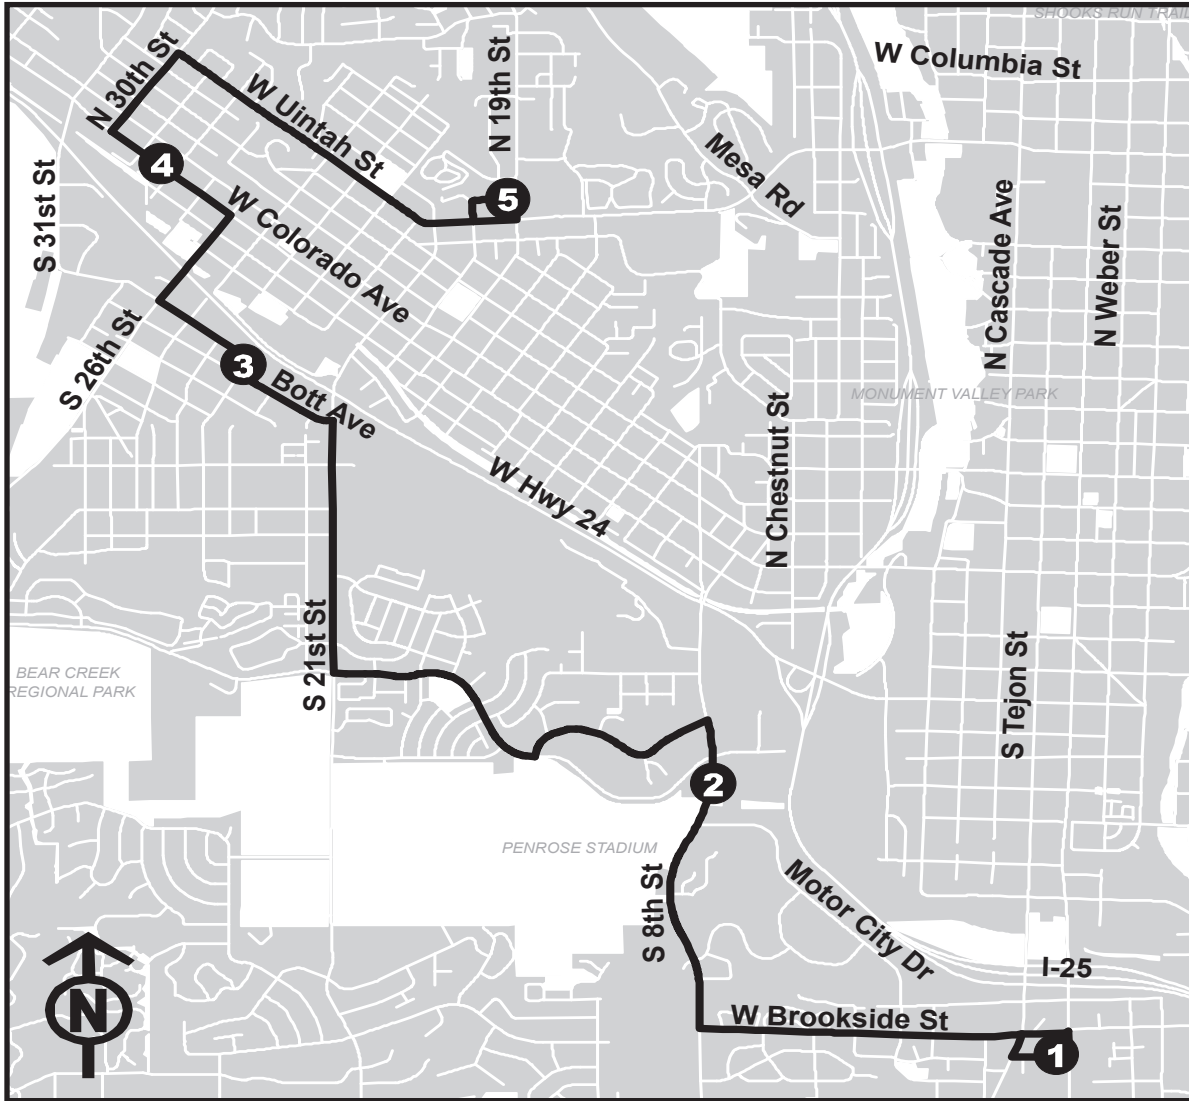 SHOOKS RUN TRAIL
W Columbia St
N 30th St
W Uintah St
N 19th St
Mesa Rd
4
5
S 31st St
W Colorado Ave
N Cascade Ave
N Weber St
S 26th St
3
Bott Ave
MONUMENT VALLEY PARK
W Hwy 24
N Chestnut St
S 21st St
BEAR CREEK
REGIONAL PARK
S Tejon St
2
PENROSE STADIUM
S 8th St
Motor City Dr
I-25
N
W Brookside St
1